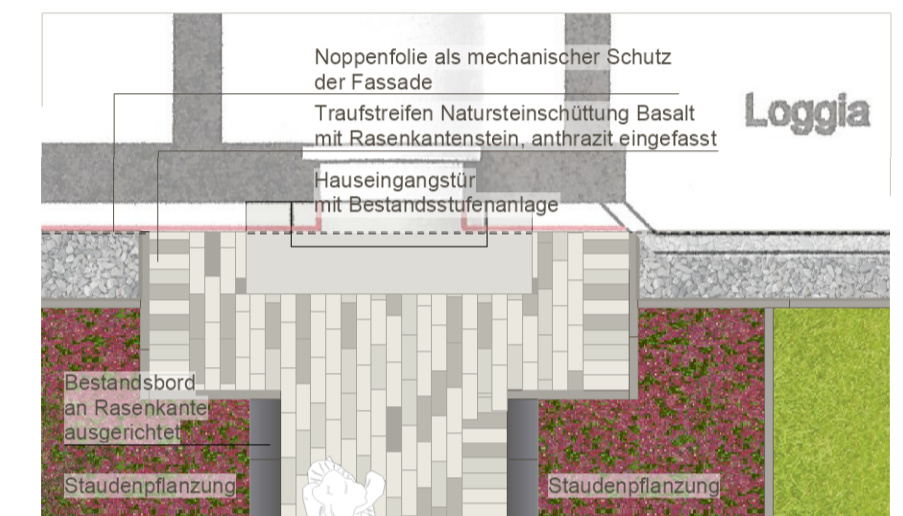 Noppenfolie als mechanischer Schutz
der Fassade
Traufstreifen Natursteinschüttung Basalt
mit Rasenkantenstein, anthrazit eingefasst
Loggia
Hauseingangstür
mit Bestandsstufenanlage
Bestandsbord
an Rasenkante
ausgerichtet
Staudenpflanzung
Staudenpflanzung